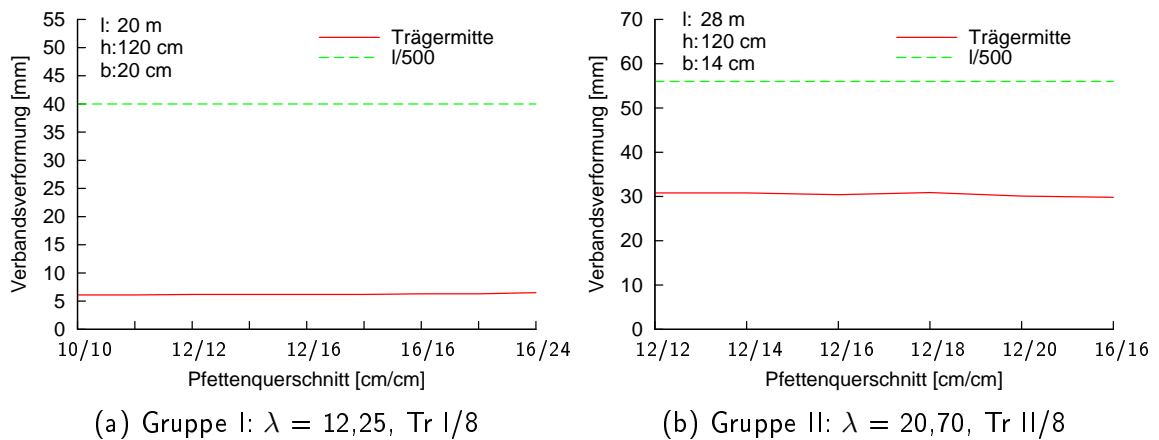 55
50
45
40
35
30
25
20
15
10
5
0
Verbandsverformung [mm]
l: 20 m
h:120 cm
b:20 cm
Trägermitte
l/500
10/10 12/12 12/16 16/16 16/24
Pfettenquerschnitt [cm/cm]
(a) Gruppe I: λ = 12,25, Tr I/8
70
60
50
40
30
20
10
0
Verbandsverformung [mm]
l: 28 m
h:120 cm
b:14 cm
Trägermitte
l/500
12/12 12/14 12/16 12/18 12/20 16/16
Pfettenquerschnitt [cm/cm]
(b) Gruppe II: λ = 20,70, Tr II/8